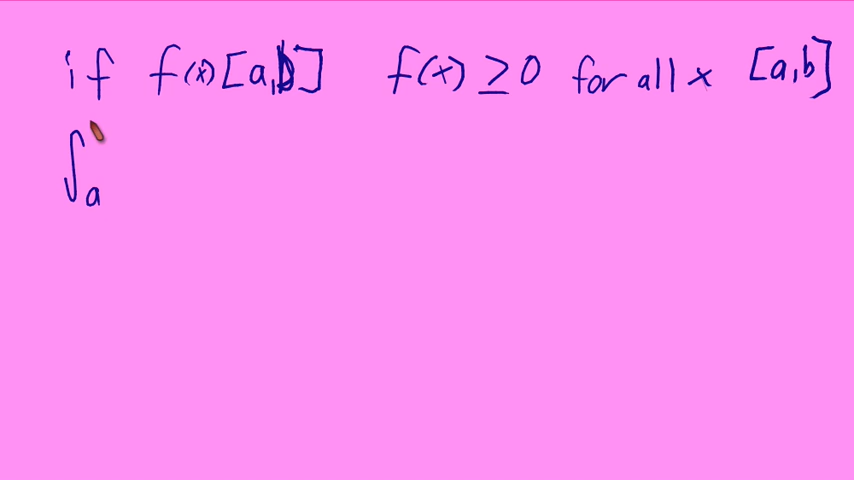 if f(x) [a,b] f(x) ≥ 0 for all x [a,b]
∫a